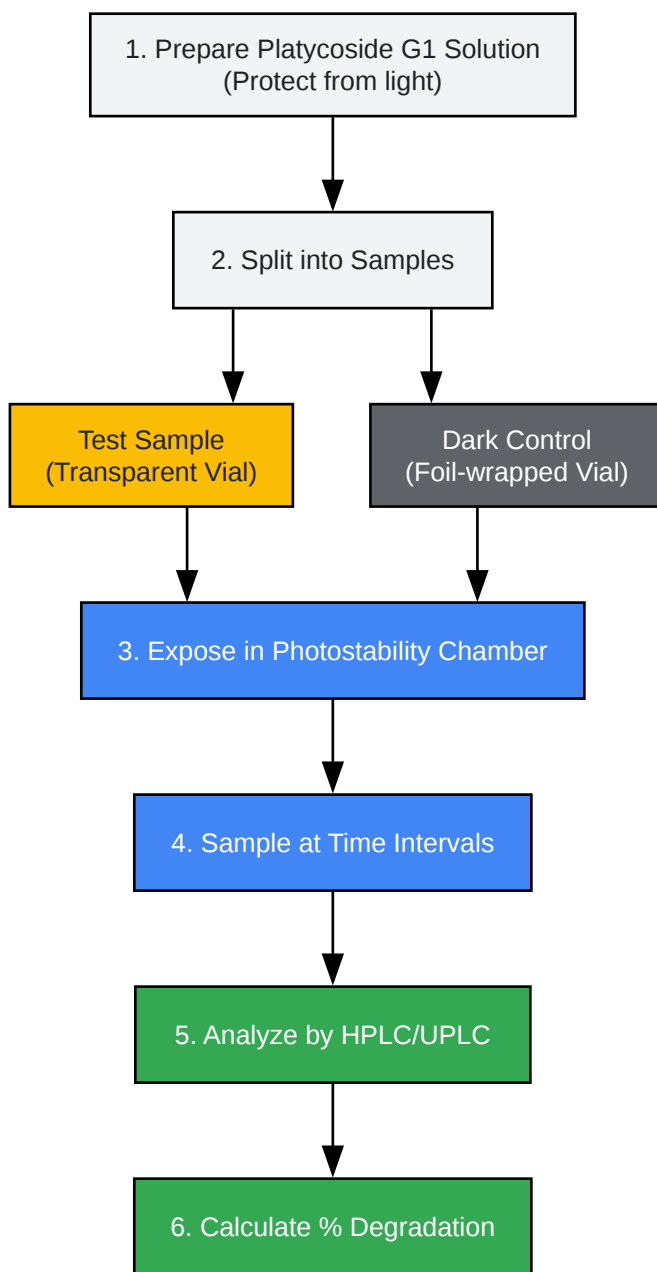 1. Prepare Platycoside G1 Solution
(Protect from light)
2. Split into Samples
Test Sample
(Transparent Vial)
Dark Control
(Foil-wrapped Vial)
3. Expose in Photostability Chamber
4. Sample at Time Intervals
5. Analyze by HPLC/UPLC
6. Calculate % Degradation